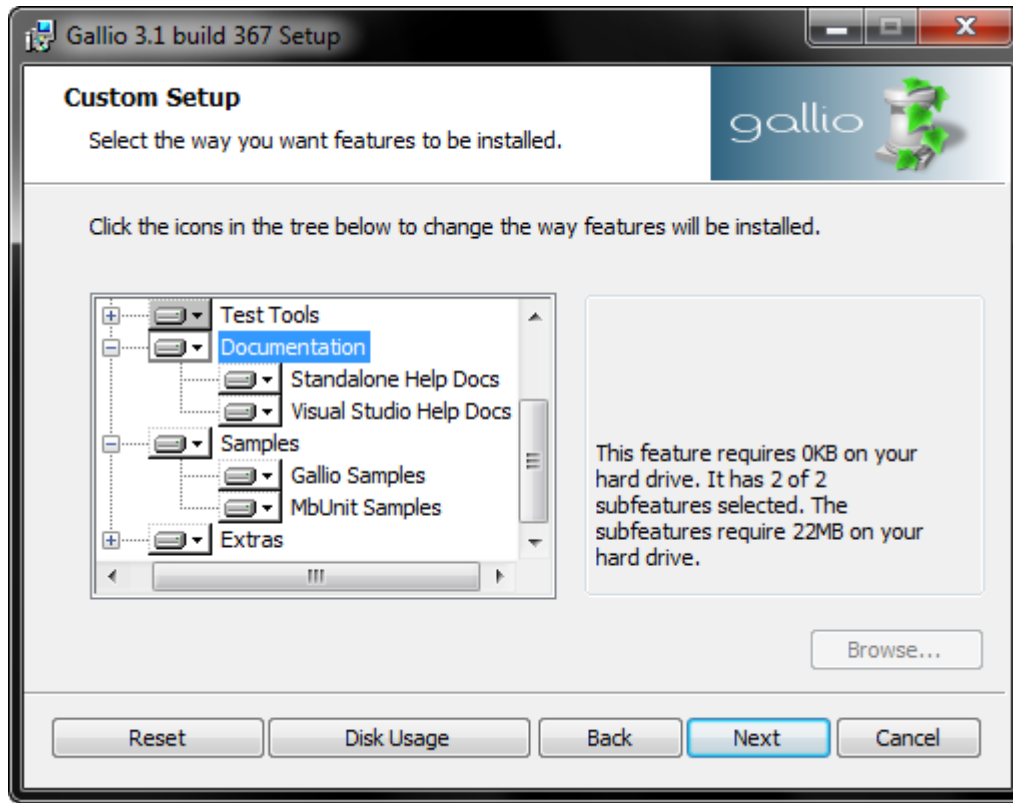 Gallio 3.1 build 367 Setup
Custom Setup
Select the way you want features to be installed.
gallio
Click the icons in the tree below to change the way features will be installed.
Test Tools
Documentation
Standalone Help Docs
Visual Studio Help Docs
Samples
Gallio Samples
MbUnit Samples
Extras
This feature requires 0KB on your
hard drive. It has 2 of 2
subfeatures selected. The
subfeatures require 22MB on your
hard drive.
Browse...
Reset
Disk Usage
Back
Next
Cancel